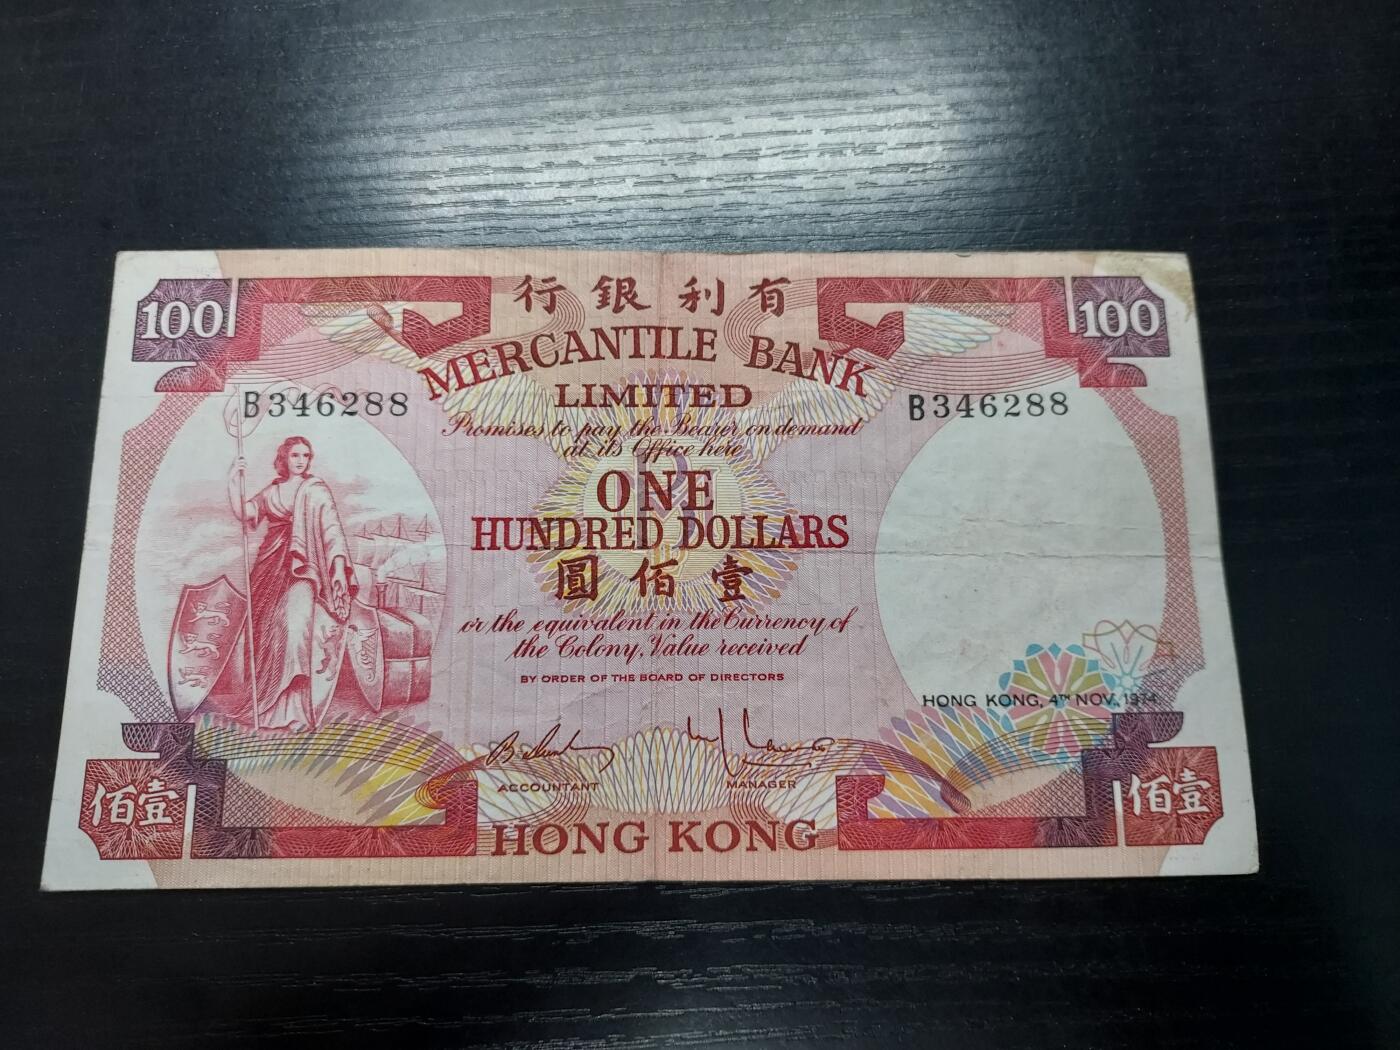 行銀利有
100
100
MERCANTILE BANK
LIMITED
B346288
B346288
Promises to pay the Bearer on demand
at its Office here
ONE
HUNDRED DOLLARS
圓佰壹
or the equivalent in the Currency of
the Colony, Value received
BY ORDER OF THE BOARD OF DIRECTORS
HONG KONG, 4TH NOV., 1974
ACCOUNTANT
MANAGER
佰壹
佰壹
HONG KONG